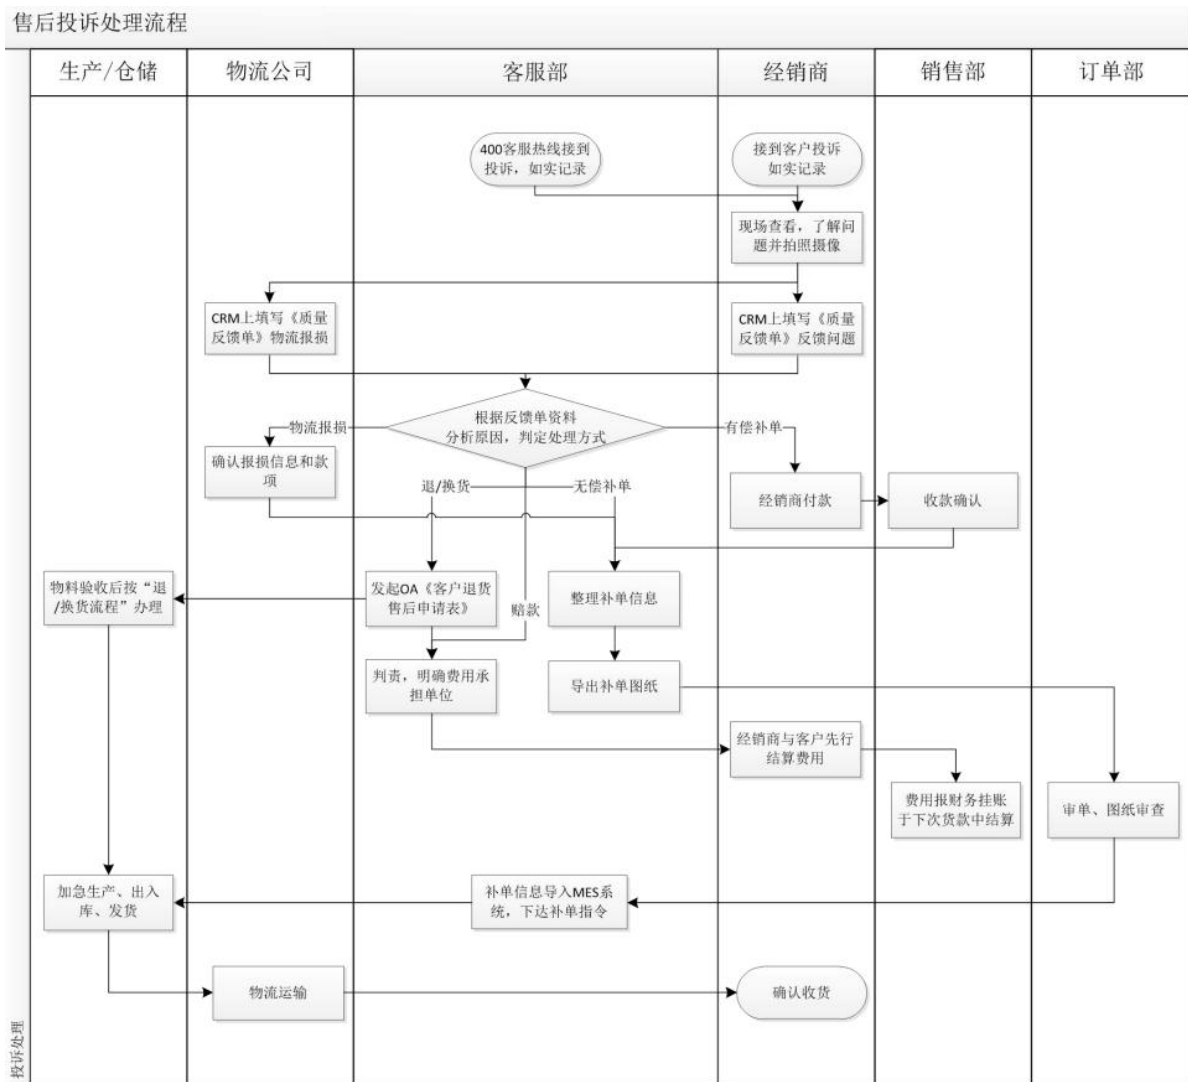 售后投诉处理流程
生产/仓储
物流公司
客服部
经销商
销售部
订单部
400客服热线接到
投诉，如实记录
接到客户投诉
如实记录
现场查看，了解问
题并拍照摄像
CRM上填写《质量
反馈单》物流报损
CRM上填写《质量
反馈单》反馈问题
根据反馈单资料
分析原因，判定处理方式
物流报损
有偿补单
确认报损信息和款
项
退/换货
无偿补单
经销商付款
收款确认
物料验收后按“退
/换货流程”办理
发起OA《客户退货
售后申请表》
赔款
整理补单信息
判责，明确费用承
担单位
导出补单图纸
经销商与客户先行
结算费用
费用报财务挂账
于下次货款中结算
审单、图纸审查
加急生产、出入
库、发货
补单信息导入MES系
统，下达补单指令
物流运输
确认收货
投诉处理